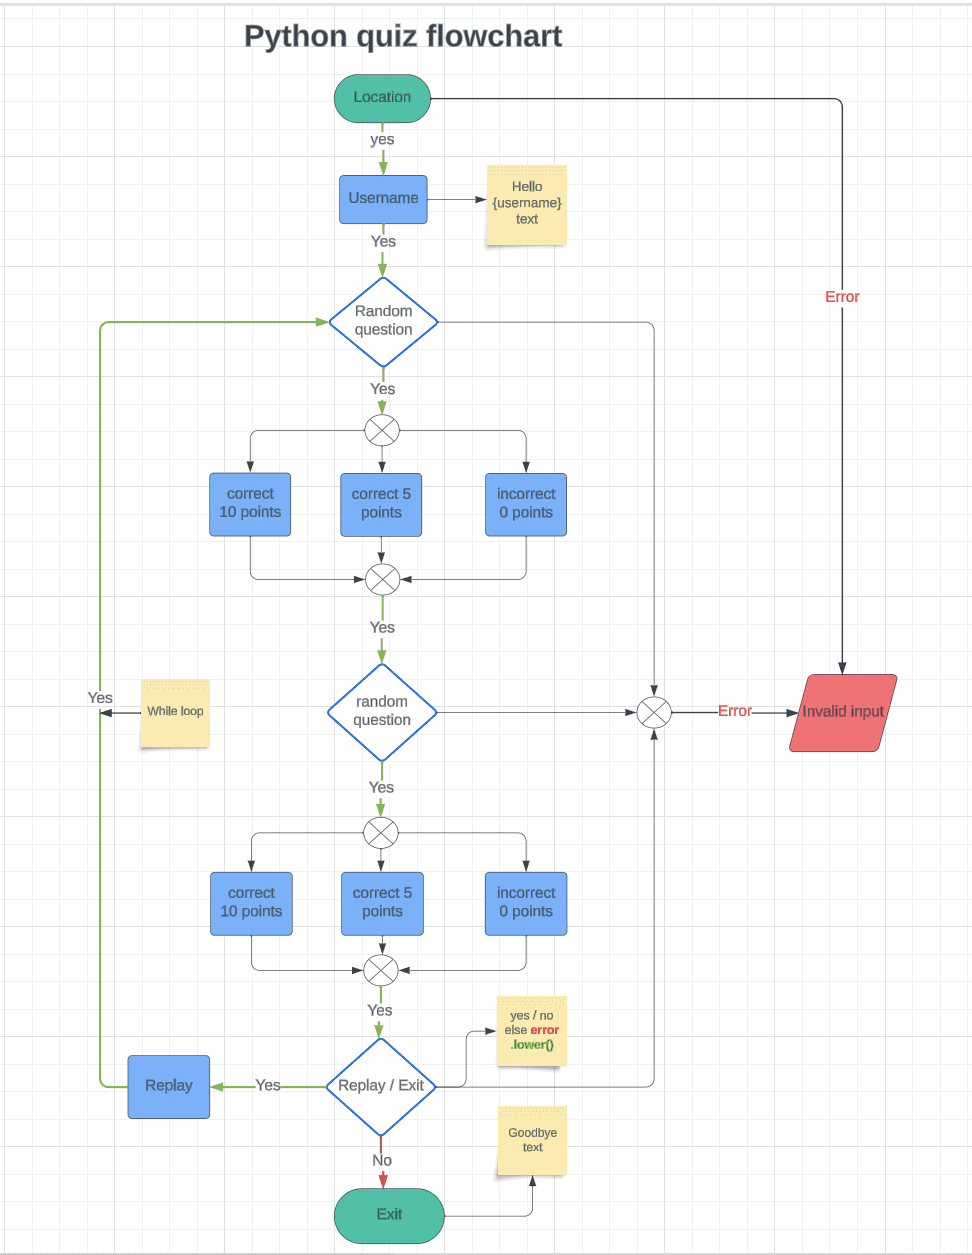 Python quiz flowchart
Location
yes
Username
Hello
{username}
text
Yes
Error
Random
question
Yes
correct
10 points
correct 5
points
incorrect
0 points
Yes
random
question
Yes
While loop
Error
Invalid input
Yes
correct
10 points
correct 5
points
incorrect
0 points
Yes
yes / no
else error
.lower()
Replay
Yes
Replay / Exit
Goodbye
text
No
Exit